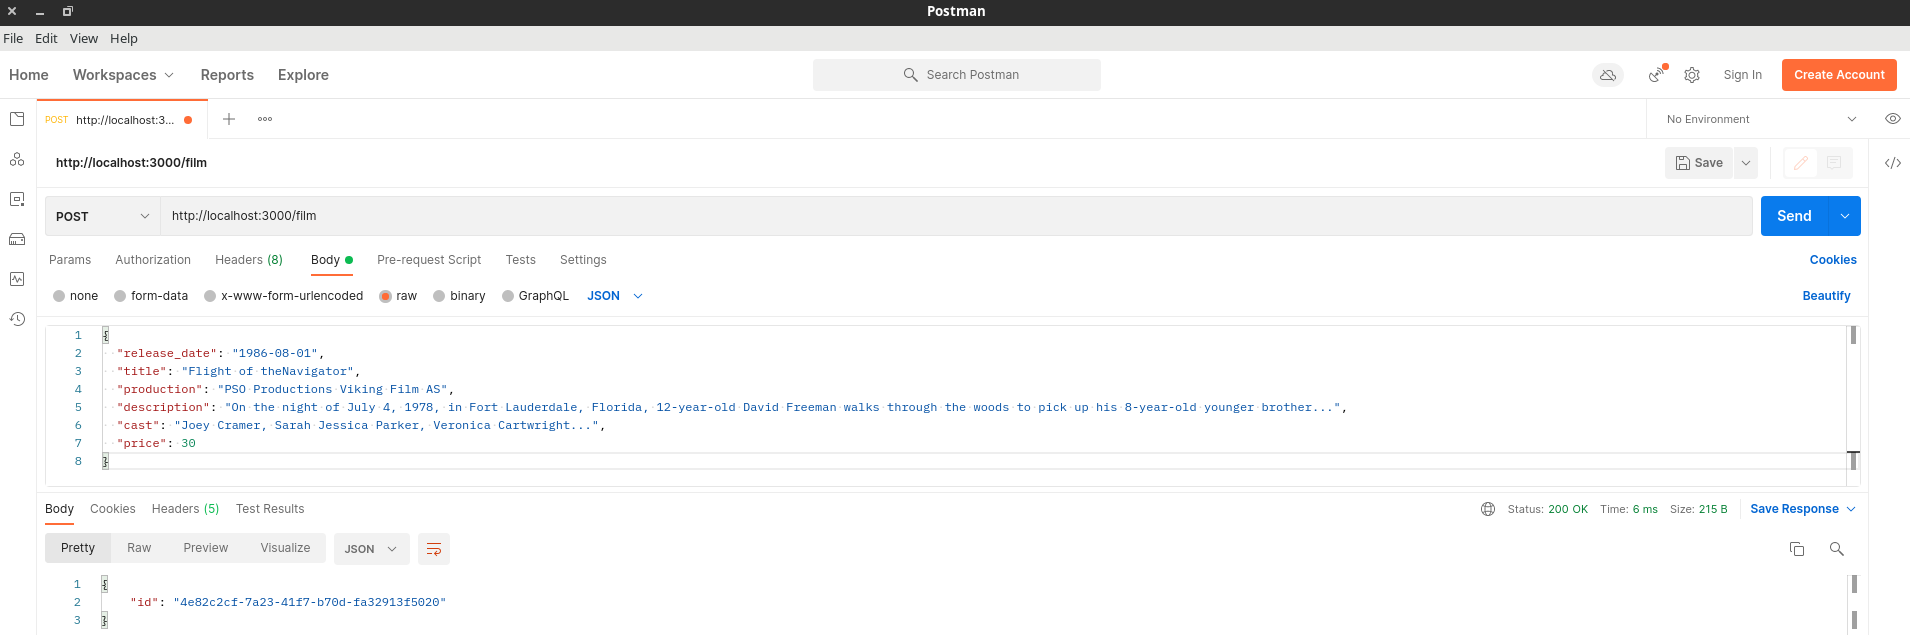 Postman
File Edit View Help
Home Workspaces Reports Explore Search Postman Sign In Create Account
POST http://localhost:3... No Environment
http://localhost:3000/film Save
POST http://localhost:3000/film Send
Params Authorization Headers (8) Body Pre-request Script Tests Settings Cookies
none form-data x-www-form-urlencoded raw binary GraphQL JSON Beautify
1 {
2 "release_date": "1986-08-01",
3 "title": "Flight of theNavigator",
4 "production": "PSO Productions Viking Film AS",
5 "description": "On the night of July 4, 1978, in Fort Lauderdale, Florida, 12-year-old David Freeman walks through the woods to pick up his 8-year-old younger brother...",
6 "cast": "Joey Cramer, Sarah Jessica Parker, Veronica Cartwright...",
7 "price": 30
8 }
Body Cookies Headers (5) Test Results Status: 200 OK Time: 6 ms Size: 215 B Save Response
Pretty Raw Preview Visualize JSON
1 {
2 "id": "4e82c2cf-7a23-41f7-b70d-fa32913f5020"
3 }